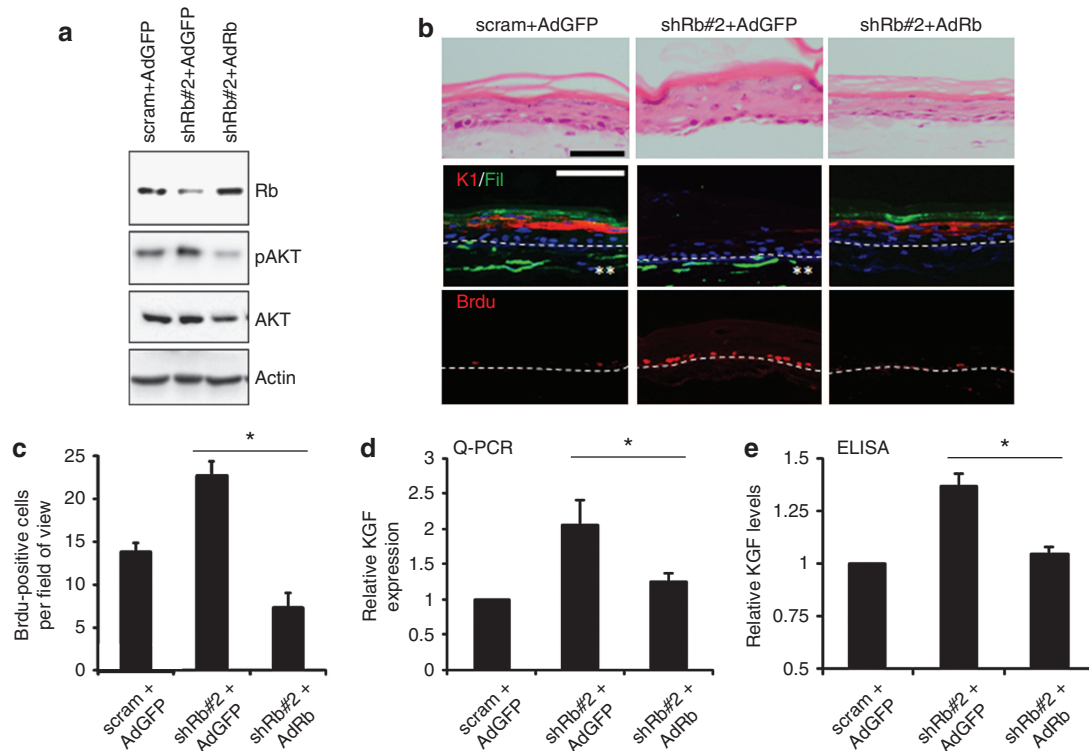 a
scram+AdGFP
shRb#2+AdGFP
shRb#2+AdRb
Rb
pAKT
AKT
Actin
b
scram+AdGFP
shRb#2+AdGFP
shRb#2+AdRb
K1/Fil
**
**
Brdu
c
Brdu-positive cells
per field of view
25
20
15
10
5
0
*
scram +
AdGFP
shRb#2 +
AdGFP
shRb#2 +
AdRb
d
Q-PCR
Relative KGF
expression
3
2.5
2
1.5
1
0.5
0
*
scram +
AdGFP
shRb#2 +
AdGFP
shRb#2 +
AdRb
e
ELISA
Relative KGF levels
1.5
1.25
1
0.75
0.5
*
scram +
AdGFP
shRb#2 +
AdGFP
shRb#2 +
AdRb